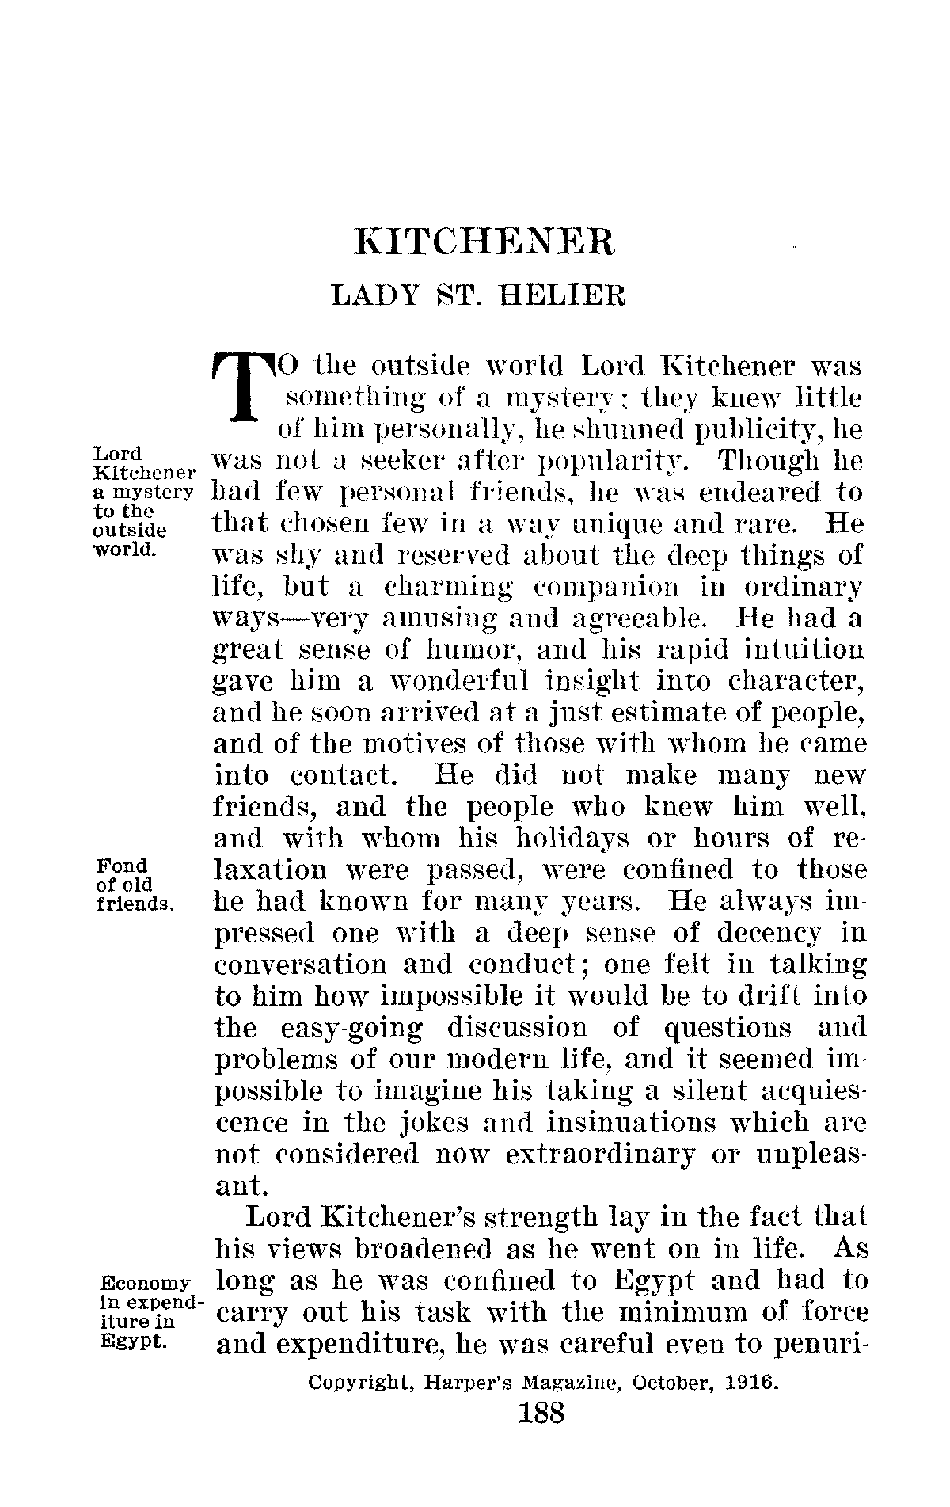 KITCHENER
LADY ST. HELIER
TO the outside world Lord Kitchener was
something of a mystery; they knew little
of him personally, he shunned publicity, he
was not a seeker after popularity. Though he
had few personal friends, he was endeared to
that chosen few in a way unique and rare. He
was shy and reserved about the deep things of
life, but a charming companion in ordinary
ways—very amusing and agreeable. He had a
great sense of humor, and his rapid intuition
gave him a wonderful insight into character,
and he soon arrived at a just estimate of people,
and of the motives of those with whom he came
into contact. He did not make many new
friends, and the people who knew him well,
and with whom his holidays or hours of re-
laxation were passed, were confined to those
he had known for many years. He always im-
pressed one with a deep sense of decency in
conversation and conduct; one felt in talking
to him how impossible it would be to drift into
the easy-going discussion of questions and
problems of our modern life, and it seemed im-
possible to imagine his taking a silent acquies-
cence in the jokes and insinuations which are
not considered now extraordinary or unpleas-
ant.
Lord Kitchener's strength lay in the fact that
his views broadened as he went on in life. As
long as he was confined to Egypt and had to
carry out his task with the minimum of force
and expenditure, he was careful even to penuri-
Lord
Kitchener
a mystery
to the
outside
world.
Fond
of old
friends.
Economy
in expend-
iture in
Egypt.
Copyright, Harper's Magazine, October, 1916.
188